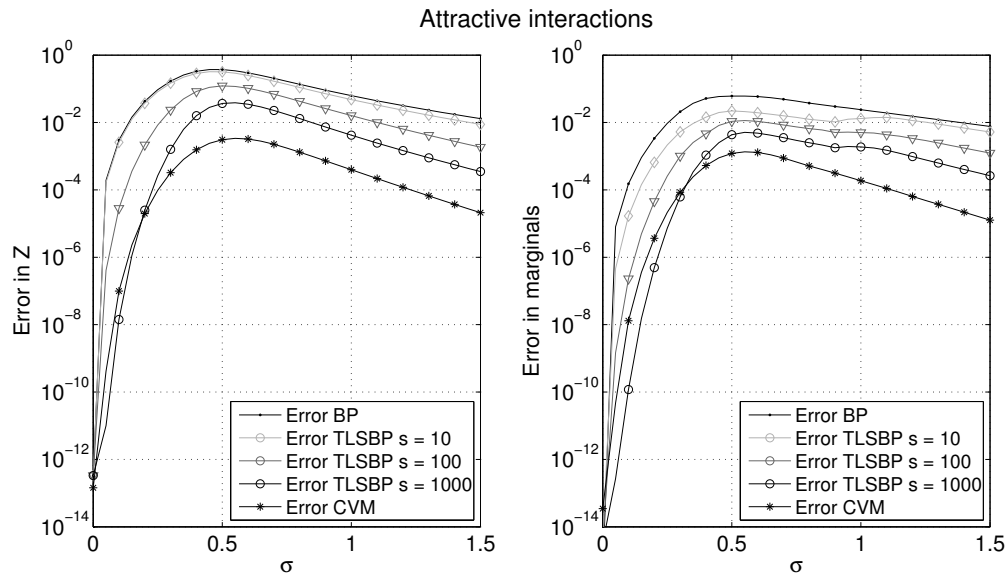 Attractive interactions
Error in Z
10^0
10^-2
10^-4
10^-6
10^-8
10^-10
10^-12
10^-14
0
0.5
1
1.5
σ
Error BP
Error TLSBP s = 10
Error TLSBP s = 100
Error TLSBP s = 1000
Error CVM
Error in marginals
10^0
10^-2
10^-4
10^-6
10^-8
10^-10
10^-12
10^-14
0
0.5
1
1.5
σ
Error BP
Error TLSBP s = 10
Error TLSBP s = 100
Error TLSBP s = 1000
Error CVM